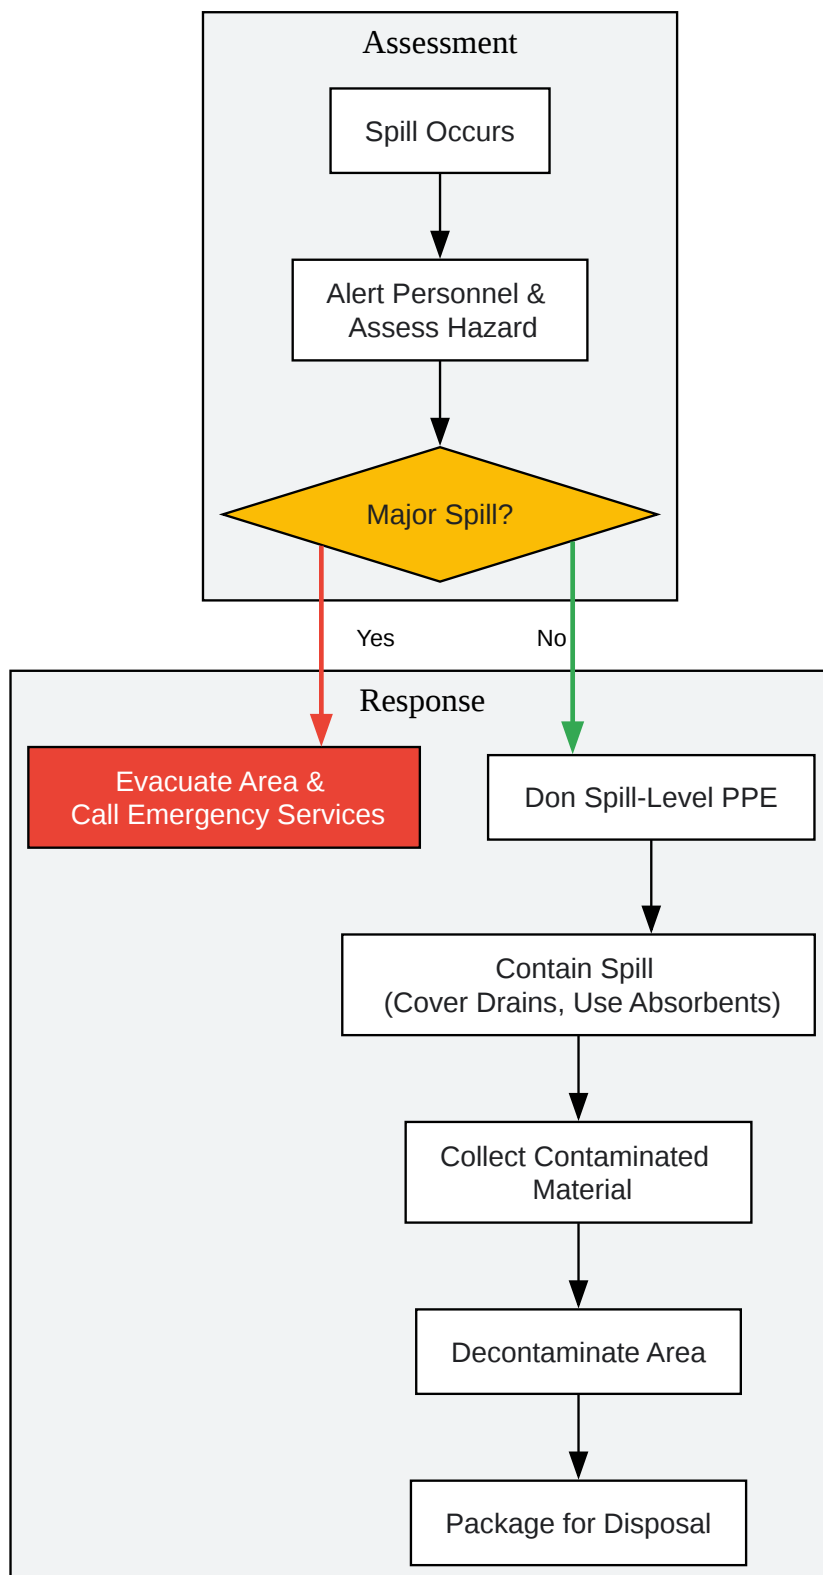 Assessment
Spill Occurs
Alert Personnel &
Assess Hazard
Major Spill?
Yes
No
Response
Evacuate Area &
Call Emergency Services
Don Spill-Level PPE
Contain Spill
(Cover Drains, Use Absorbents)
Collect Contaminated
Material
Decontaminate Area
Package for Disposal